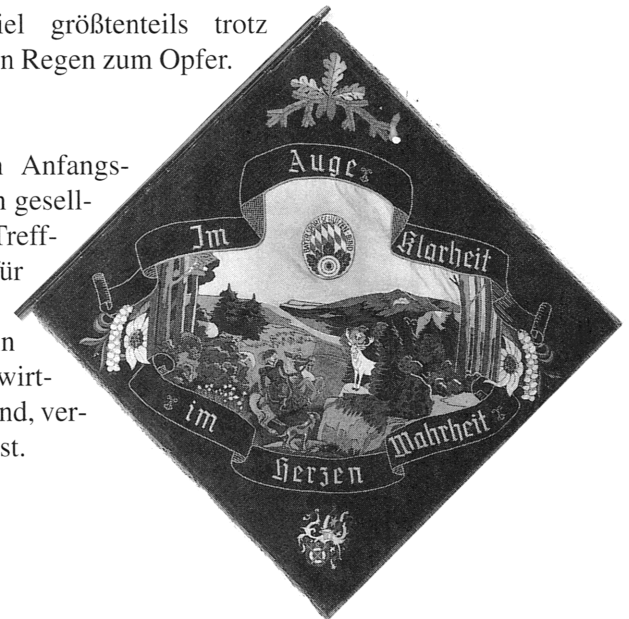 iel größtenteils trotz
n Regen zum Opfer.
Anfangs-
n gesell-
Treff-
ür
n
wirt-
nd, ver-
st.
Im Auge Klarheit
im Herzen Wahrheit